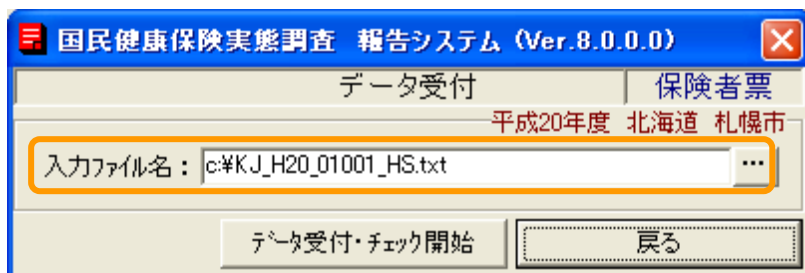 国民健康保険実態調査 報告システム (Ver.8.0.0.0)
データ受付 保険者票
平成20年度 北海道 札幌市
入力ファイル名： c:¥KJ_H20_01001_HS.txt ...
データ受付・チェック開始 戻る